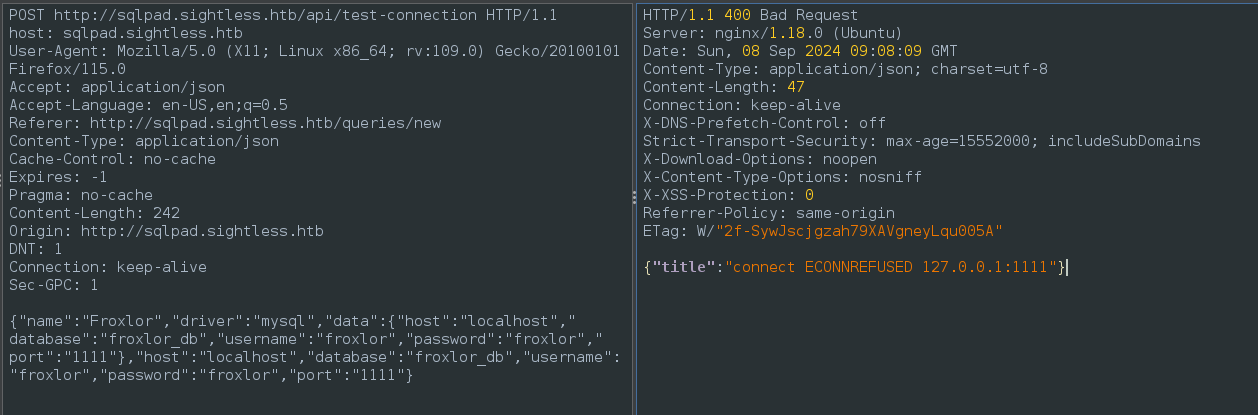 POST http://sqlpad.sightless.htb/api/test-connection HTTP/1.1
host: sqlpad.sightless.htb
User-Agent: Mozilla/5.0 (X11; Linux x86_64; rv:109.0) Gecko/20100101
Firefox/115.0
Accept: application/json
Accept-Language: en-US,en;q=0.5
Referer: http://sqlpad.sightless.htb/queries/new
Content-Type: application/json
Cache-Control: no-cache
Expires: -1
Pragma: no-cache
Content-Length: 242
Origin: http://sqlpad.sightless.htb
DNT: 1
Connection: keep-alive
Sec-GPC: 1
{"name":"Froxlor","driver":"mysql","data":{"host":"localhost","
database":"froxlor_db","username":"froxlor","password":"froxlor","
port":"1111"},"host":"localhost","database":"froxlor_db","username":
"froxlor","password":"froxlor","port":"1111"}
HTTP/1.1 400 Bad Request
Server: nginx/1.18.0 (Ubuntu)
Date: Sun, 08 Sep 2024 09:08:09 GMT
Content-Type: application/json; charset=utf-8
Content-Length: 47
Connection: keep-alive
X-DNS-Prefetch-Control: off
Strict-Transport-Security: max-age=15552000; includeSubDomains
X-Download-Options: noopen
X-Content-Type-Options: nosniff
X-XSS-Protection: 0
Referrer-Policy: same-origin
ETag: W/"2f-SywJscjgzah79XAVgneyLqu005A"
{"title":"connect ECONNREFUSED 127.0.0.1:1111"}